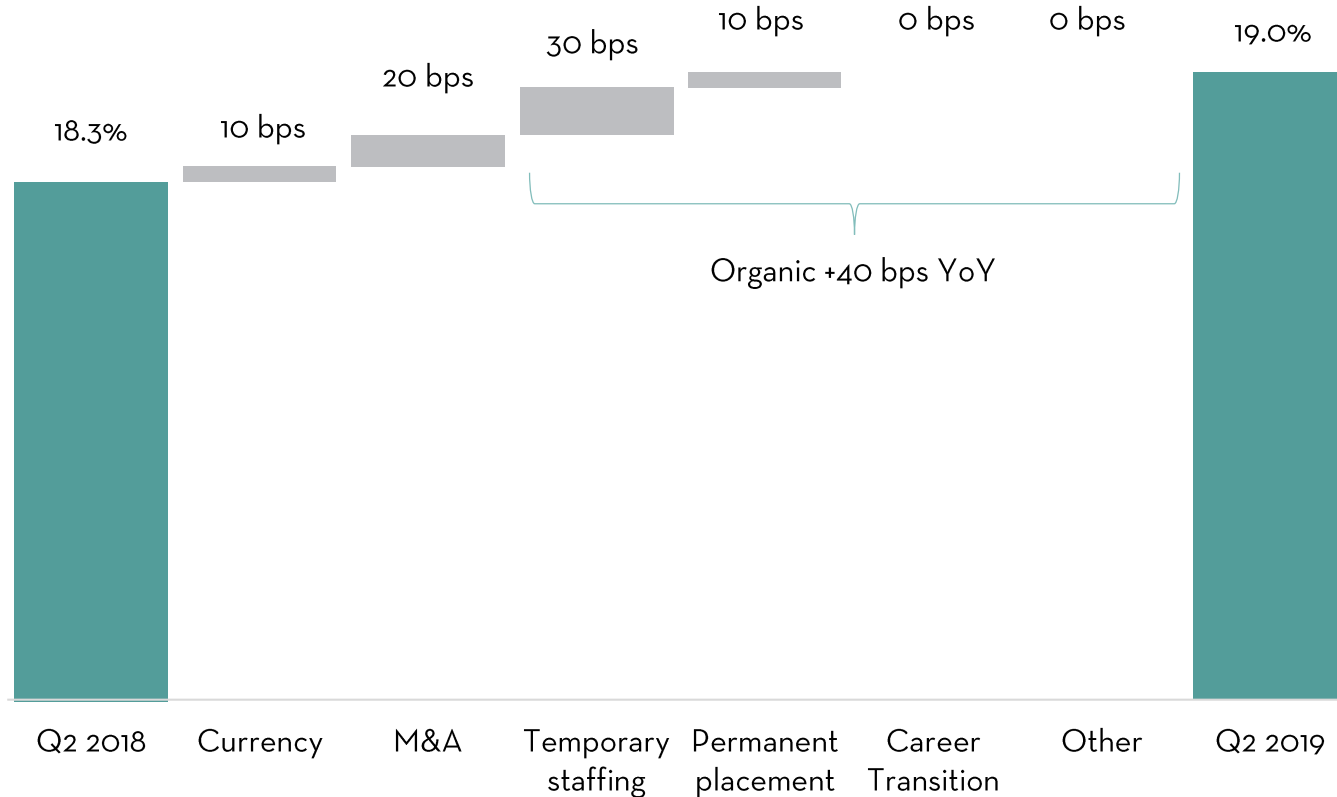 18.3%
10 bps
20 bps
30 bps
10 bps
0 bps
0 bps
19.0%
Organic +40 bps YoY
Q2 2018
Currency
M&A
Temporary
staffing
Permanent
placement
Career
Transition
Other
Q2 2019